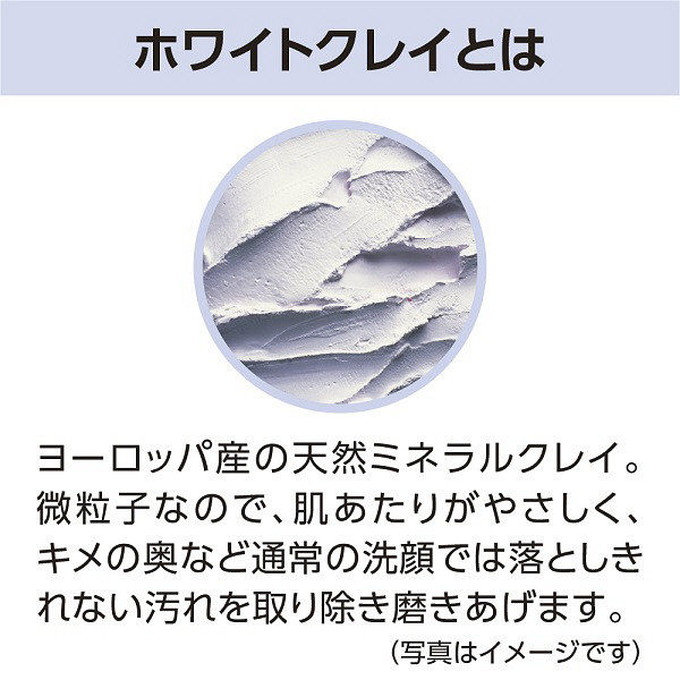 ホワイトクレイとは
ヨーロッパ産の天然ミネラルクレイ。
微粒子なので、肌あたりがやさしく、
キメの奥など通常の洗顔では落としき
れない汚れを取り除き磨きあげます。
（写真はイメージです）